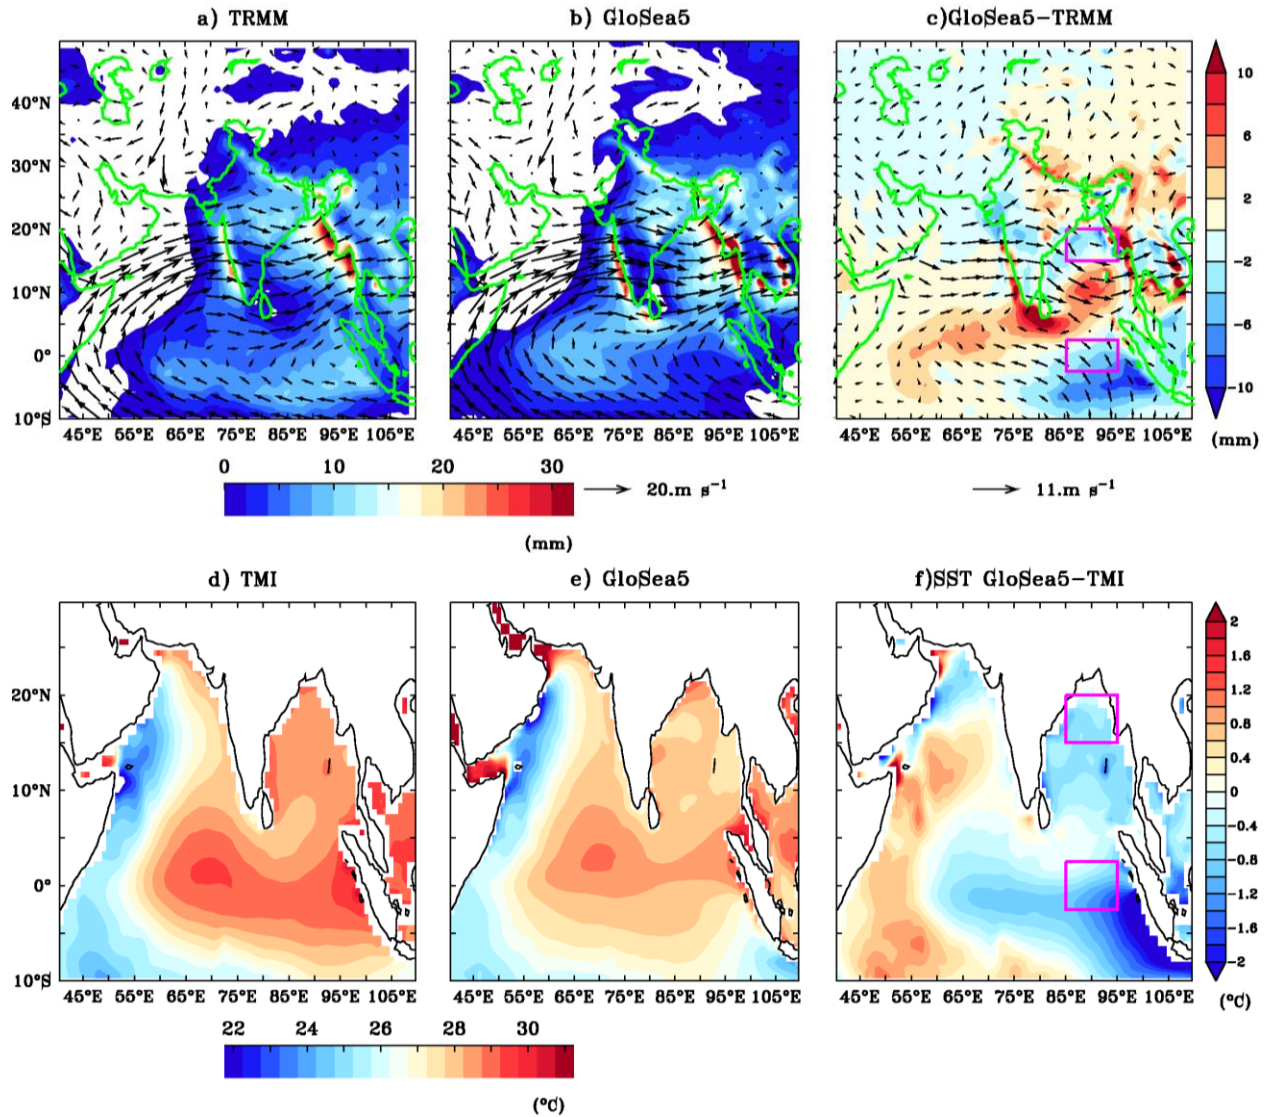 a) TRMM
b) GloSea5
c)GloSea5-TRMM
40°N
30°N
20°N
10°N
0°
10°S
45°E 55°E 65°E 75°E 85°E 95°E 105°E
45°E 55°E 65°E 75°E 85°E 95°E 105°E
45°E 55°E 65°E 75°E 85°E 95°E 105°E
10
6
2
-2
-6
-10
(mm)
0 10 20 30
20.m s⁻¹
11.m s⁻¹
(mm)
d) TMI
e) GloSea5
f)SST GloSea5-TMI
20°N
10°N
0°
10°S
45°E 55°E 65°E 75°E 85°E 95°E 105°E
45°E 55°E 65°E 75°E 85°E 95°E 105°E
45°E 55°E 65°E 75°E 85°E 95°E 105°E
2
1.6
1.2
0.8
0.4
0
-0.4
-0.8
-1.2
-1.6
-2
(°C)
22 24 26 28 30
(°C)